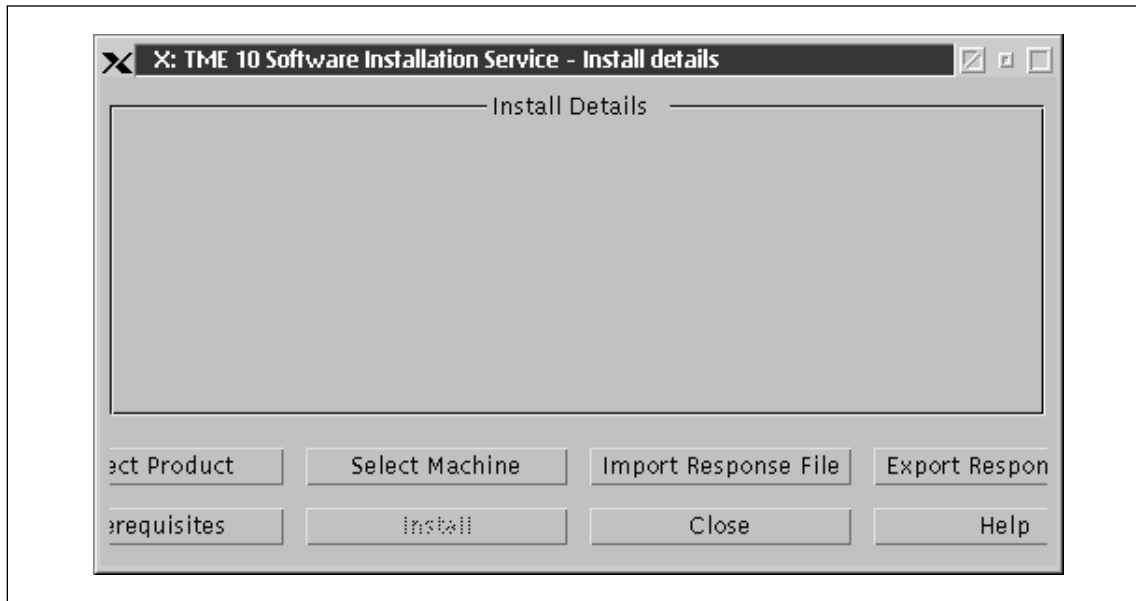 X: TME 10 Software Installation Service - Install details
Install Details
ect Product
Select Machine
Import Response File
Export Respon
erequisites
Install
Close
Help